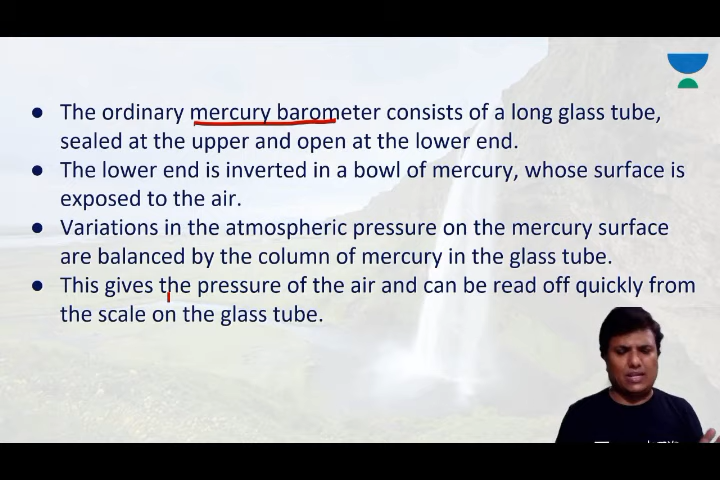 ● The ordinary mercury barometer consists of a long glass tube,
sealed at the upper and open at the lower end.
● The lower end is inverted in a bowl of mercury, whose surface is
exposed to the air.
● Variations in the atmospheric pressure on the mercury surface
are balanced by the column of mercury in the glass tube.
● This gives the pressure of the air and can be read off quickly from
the scale on the glass tube.